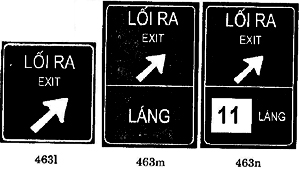 LỐI RA
EXIT
463l
LỐI RA
EXIT
LÁNG
463m
LỐI RA
EXIT
11 LÁNG
463n